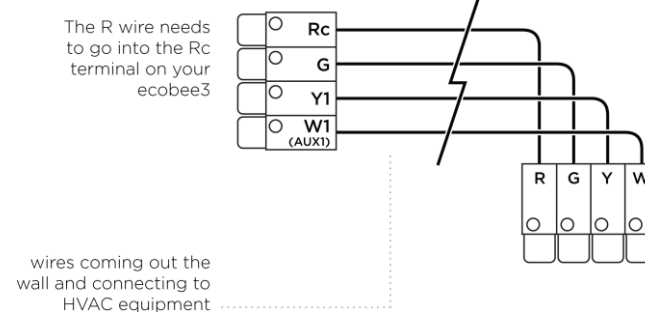 The R wire needs
to go into the Rc
terminal on your
ecobee3
Rc
G
Y1
W1
(AUX1)
R G Y W
wires coming out the
wall and connecting to
HVAC equipment